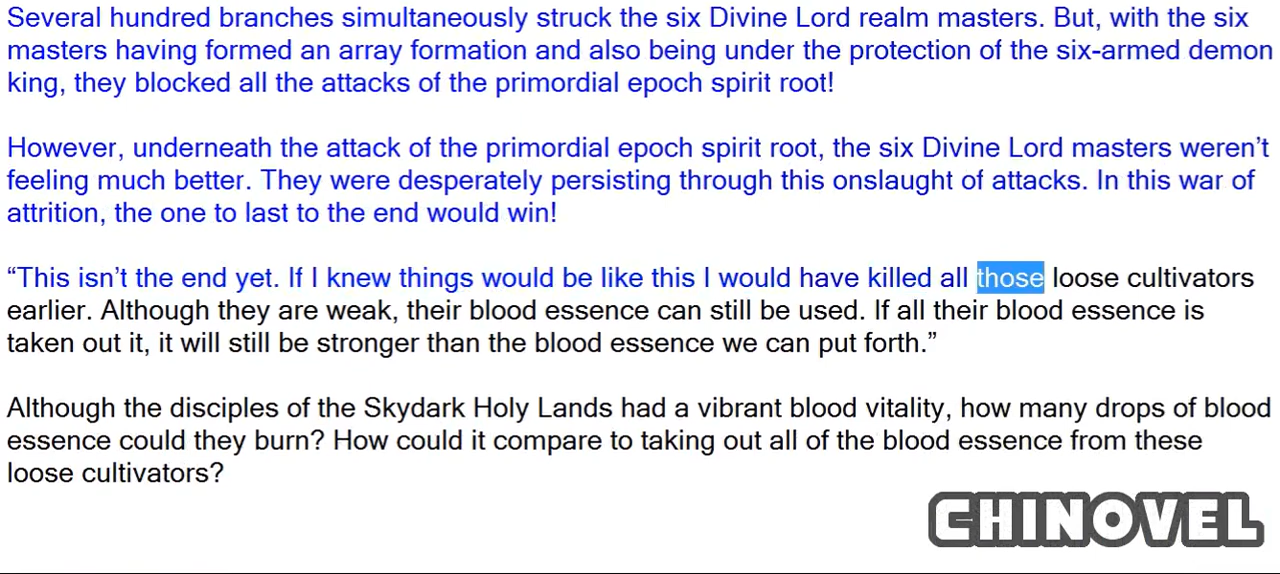 Several hundred branches simultaneously struck the six Divine Lord realm masters. But, with the six
masters having formed an array formation and also being under the protection of the six-armed demon
king, they blocked all the attacks of the primordial epoch spirit root!
However, underneath the attack of the primordial epoch spirit root, the six Divine Lord masters weren’t
feeling much better. They were desperately persisting through this onslaught of attacks. In this war of
attrition, the one to last to the end would win!
“This isn’t the end yet. If I knew things would be like this I would have killed all those loose cultivators
earlier. Although they are weak, their blood essence can still be used. If all their blood essence is
taken out it, it will still be stronger than the blood essence we can put forth.”
Although the disciples of the Skydark Holy Lands had a vibrant blood vitality, how many drops of blood
essence could they burn? How could it compare to taking out all of the blood essence from these
loose cultivators?
CHINOVEL